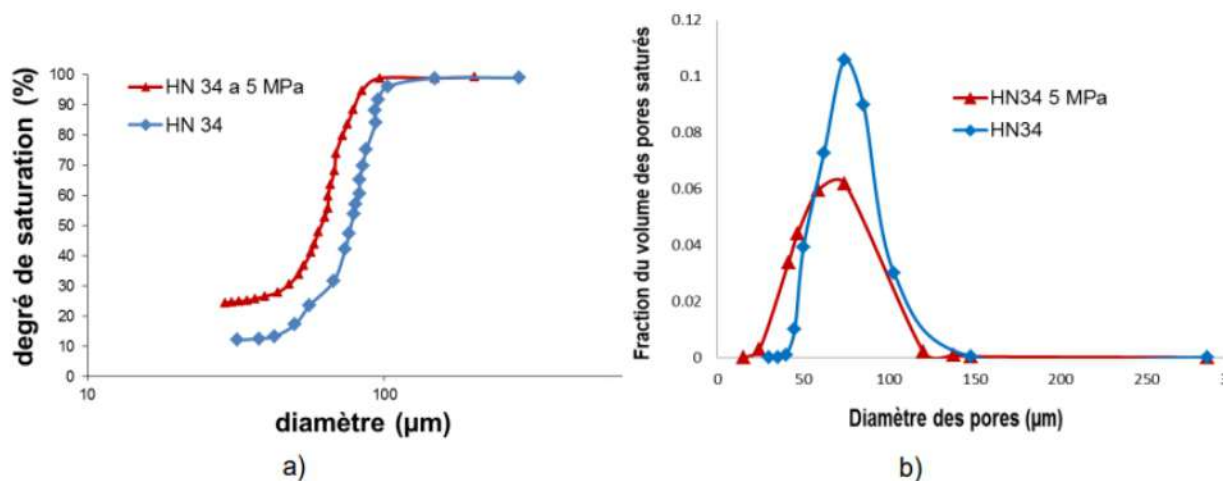 degré de saturation (%)
100
90
80
70
60
50
40
30
20
10
0
HN 34 a 5 MPa
HN 34
10
100
diamètre (µm)
a)
Fraction du volume des pores saturés
0.12
0.1
0.08
0.06
0.04
0.02
0
HN34 5 MPa
HN34
0
50
100
150
200
250
Diamètre des pores (µm)
b)